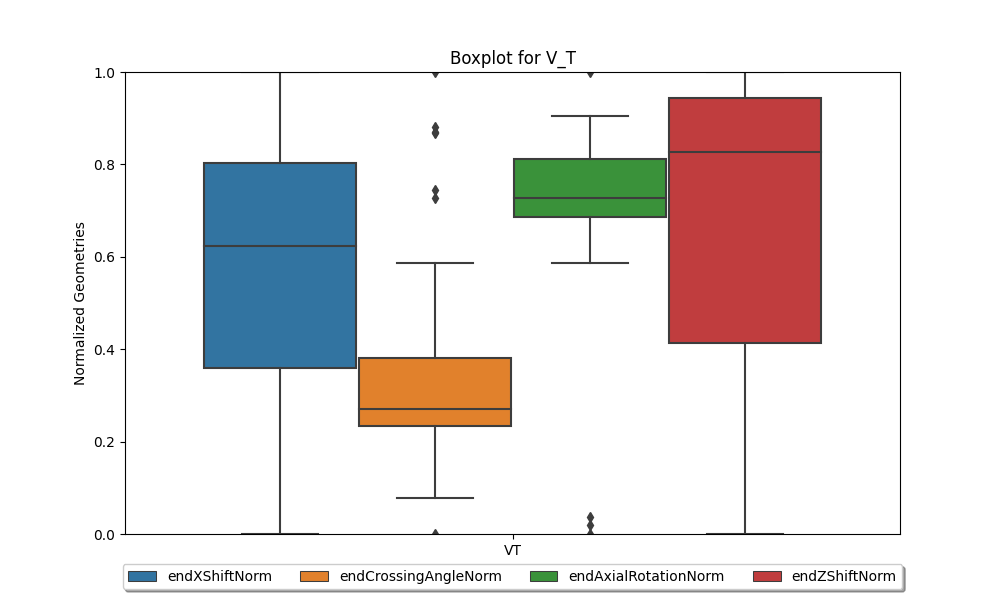 Boxplot for V_T
1.0
0.8
0.6
0.4
0.2
0.0
Normalized Geometries
VT
endXShiftNorm endCrossingAngleNorm endAxialRotationNorm endZShiftNorm